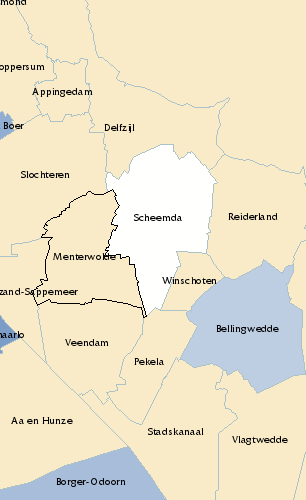 mond
oppersum
Appingedam
Boer
Delfzijl
Slochteren
Scheemda
Reiderland
Menterwolde
Winschoten
zand-Sappemeer
Bellingwedde
naarlo
Veendam
Pekela
Aa en Hunze
Stadskanaal
Vlagtwedde
Borger-Odoorn